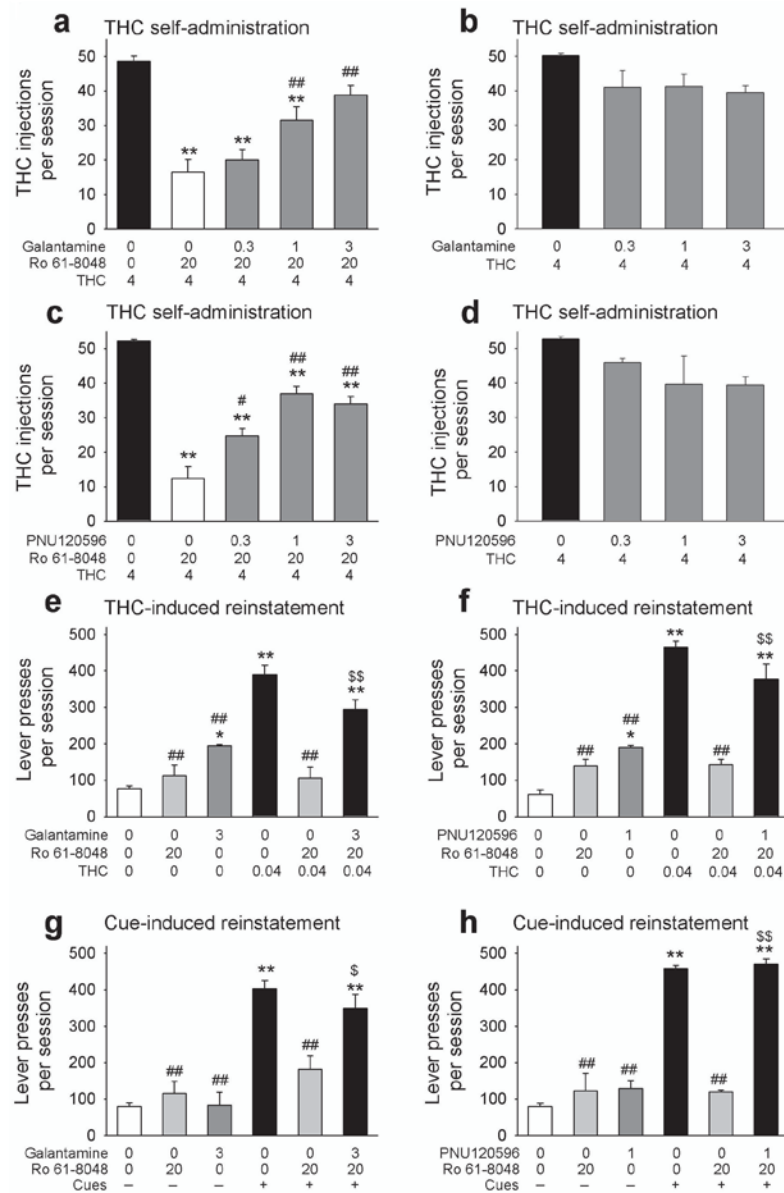 a THC self-administration
THC injections per session
50
40
30
20
10
0
** ** ## ** ##
Galantamine 0 0 0.3 1 3
Ro 61-8048 0 20 20 20 20
THC 4 4 4 4 4
b THC self-administration
THC injections per session
50
40
30
20
10
0
Galantamine 0 0.3 1 3
THC 4 4 4 4
c THC self-administration
THC injections per session
50
40
30
20
10
0
** # ** ## ** ## **
PNU120596 0 0 0.3 1 3
Ro 61-8048 0 20 20 20 20
THC 4 4 4 4 4
d THC self-administration
THC injections per session
50
40
30
20
10
0
PNU120596 0 0.3 1 3
THC 4 4 4 4
e THC-induced reinstatement
Lever presses per session
500
400
300
200
100
0
## ## * ** ## $$ **
Galantamine 0 0 3 0 0 3
Ro 61-8048 0 20 0 0 20 20
THC 0 0 0 0.04 0.04 0.04
f THC-induced reinstatement
Lever presses per session
500
400
300
200
100
0
## ## * ** ## $$ **
PNU120596 0 0 1 0 0 1
Ro 61-8048 0 20 0 0 20 20
THC 0 0 0 0.04 0.04 0.04
g Cue-induced reinstatement
Lever presses per session
500
400
300
200
100
0
## ## ** ## $ **
Galantamine 0 0 3 0 0 3
Ro 61-8048 0 20 0 0 20 20
Cues – – – + + +
h Cue-induced reinstatement
Lever presses per session
500
400
300
200
100
0
## ## ** ## $$ **
PNU120596 0 0 1 0 0 1
Ro 61-8048 0 20 0 0 20 20
Cues – – – + + +